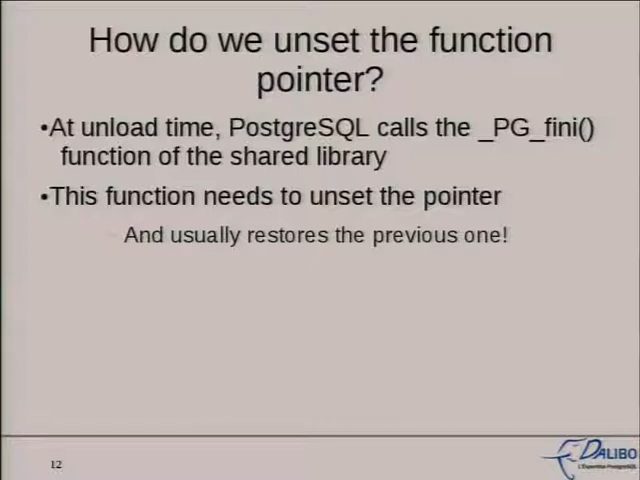 How do we unset the function
pointer?
•At unload time, PostgreSQL calls the _PG_fini()
function of the shared library
•This function needs to unset the pointer
– And usually restores the previous one!
12
DALIBO
L'Expertise PostgreSQL